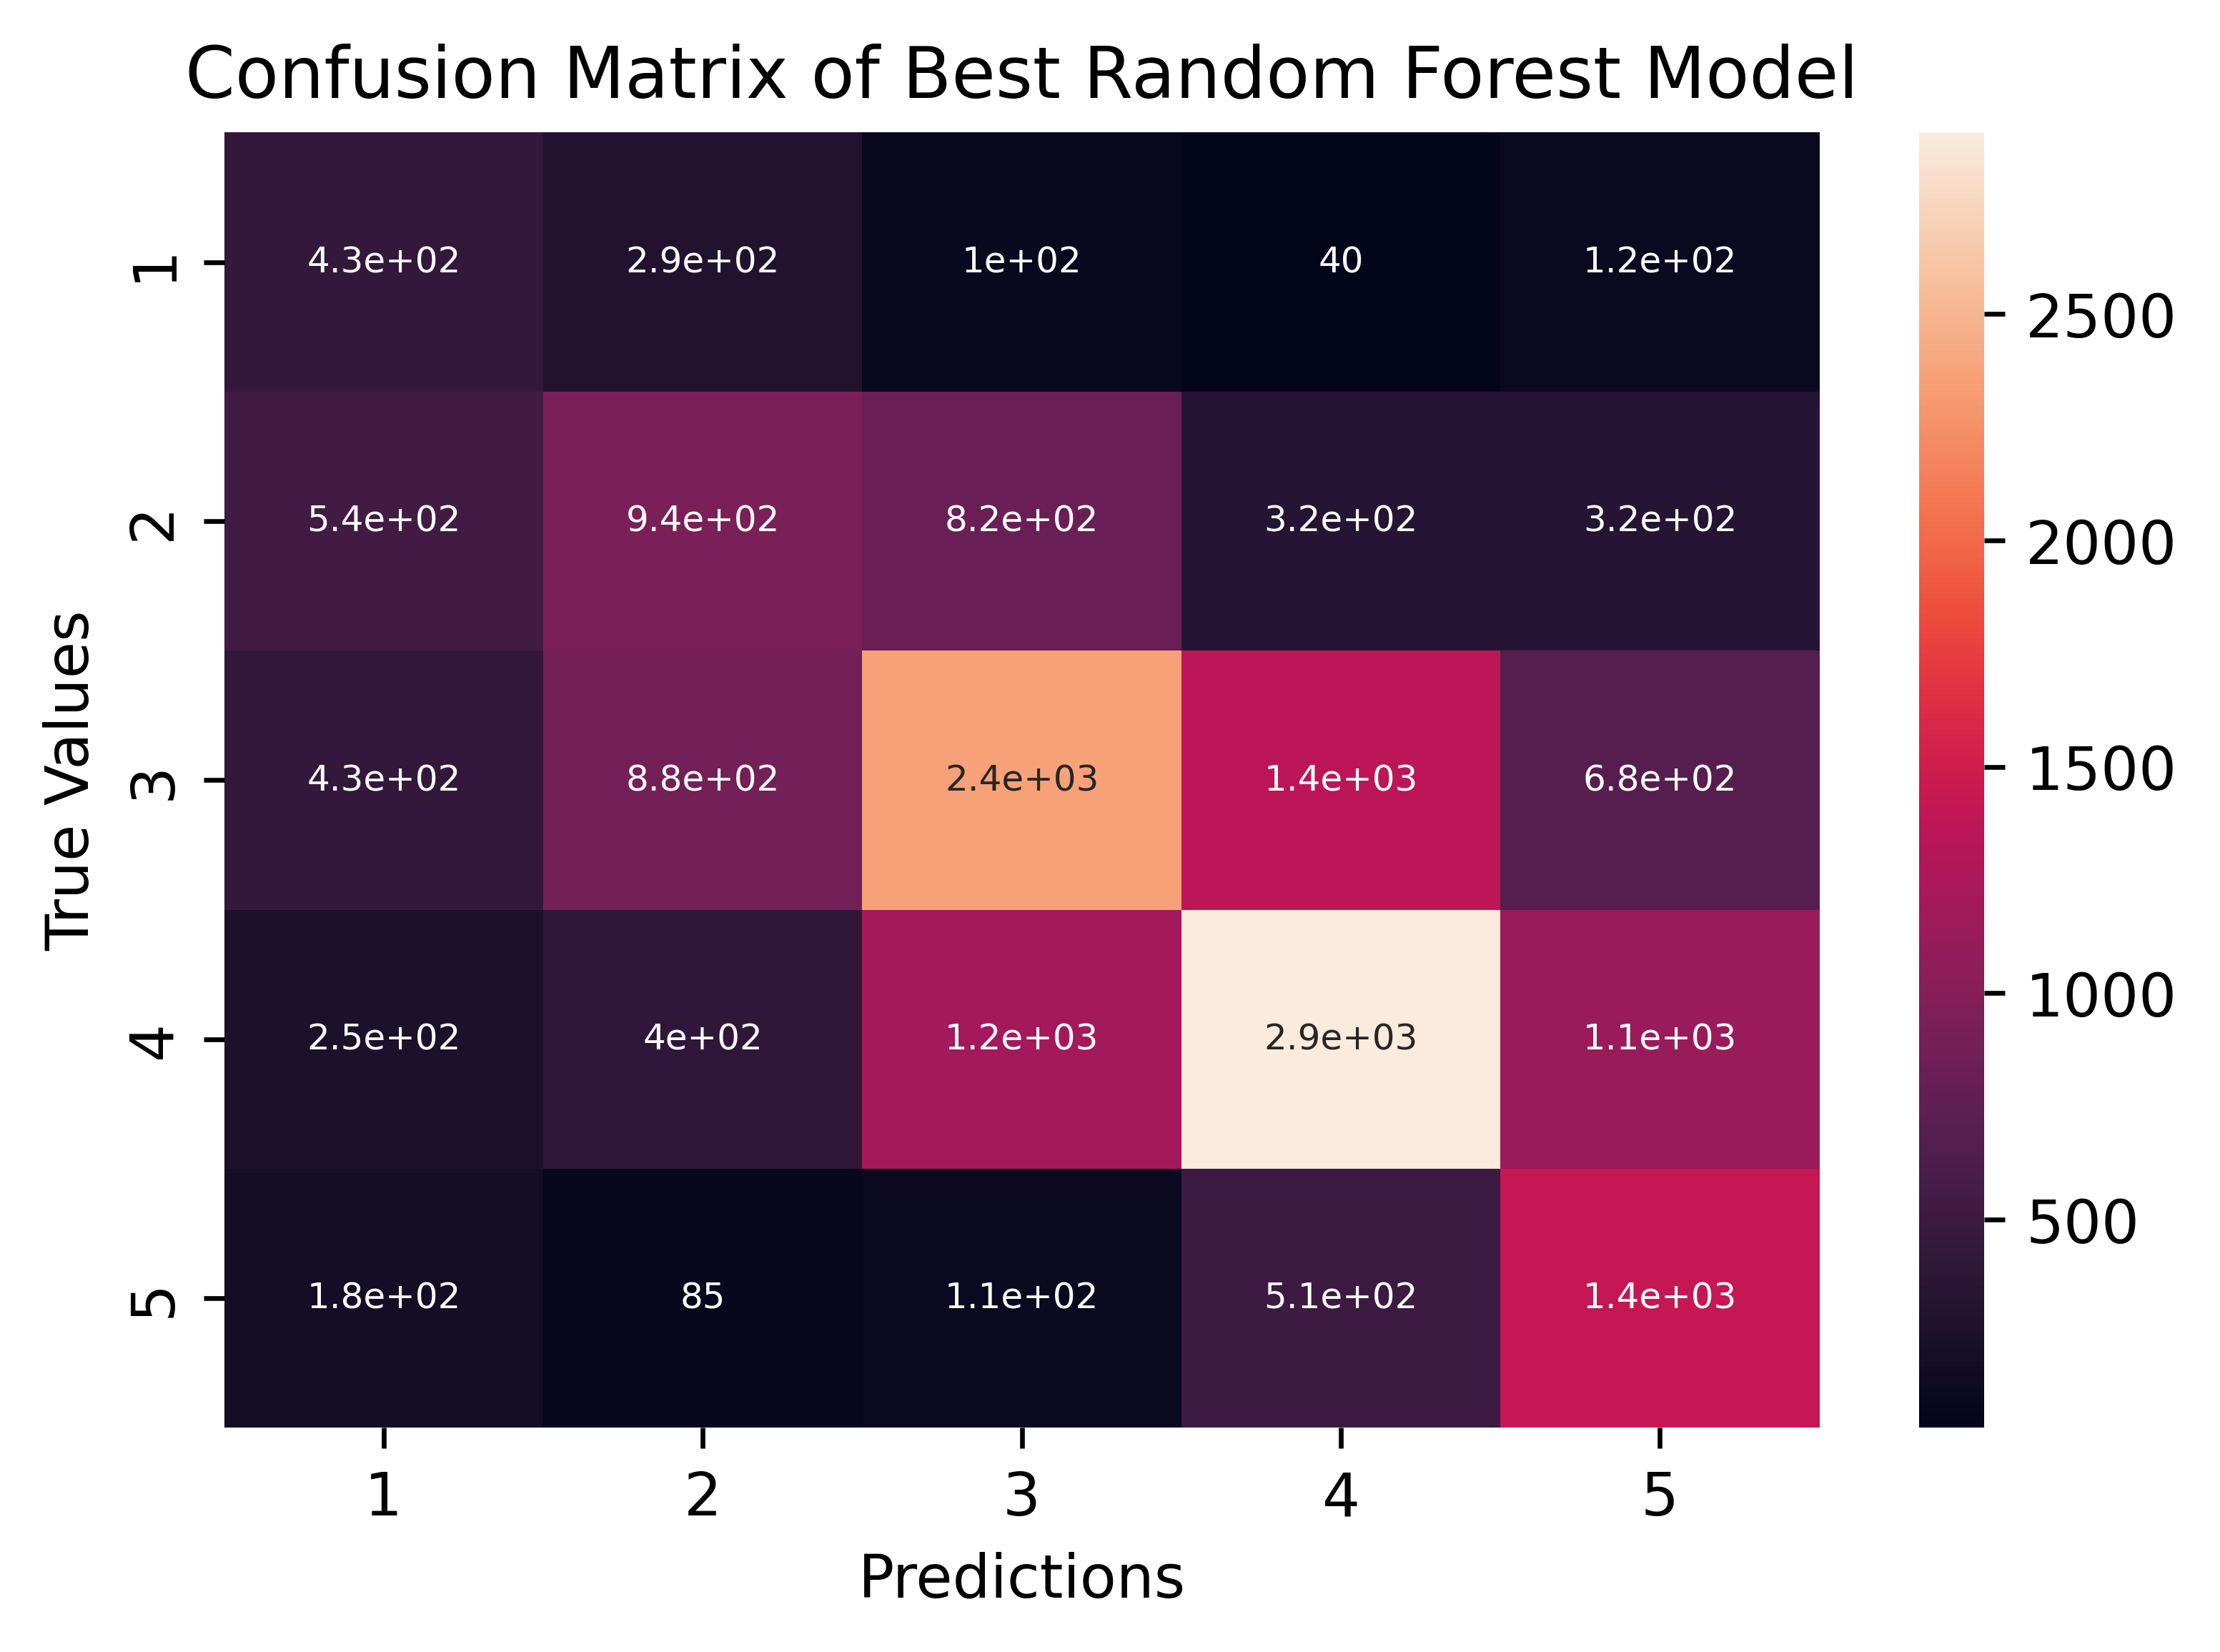 Confusion Matrix of Best Random Forest Model
True Values
1 4.3e+02 2.9e+02 1e+02 40 1.2e+02
2 5.4e+02 9.4e+02 8.2e+02 3.2e+02 3.2e+02
3 4.3e+02 8.8e+02 2.4e+03 1.4e+03 6.8e+02
4 2.5e+02 4e+02 1.2e+03 2.9e+03 1.1e+03
5 1.8e+02 85 1.1e+02 5.1e+02 1.4e+03
1 2 3 4 5
Predictions
2500
2000
1500
1000
500